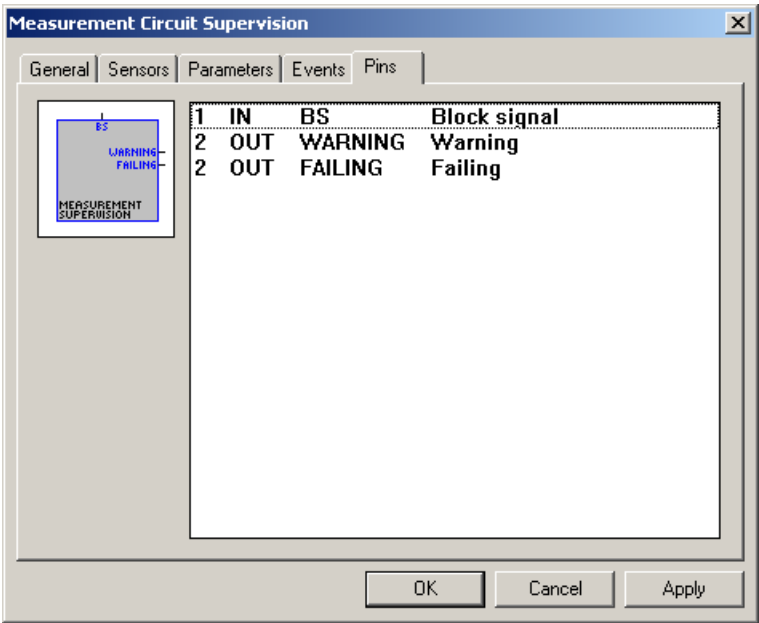 Measurement Circuit Supervision
General Sensors Parameters Events Pins
BS
WARNING
FAILING
MEASUREMENT
SUPERVISION
1 IN BS Block signal
2 OUT WARNING Warning
2 OUT FAILING Failing
OK Cancel Apply